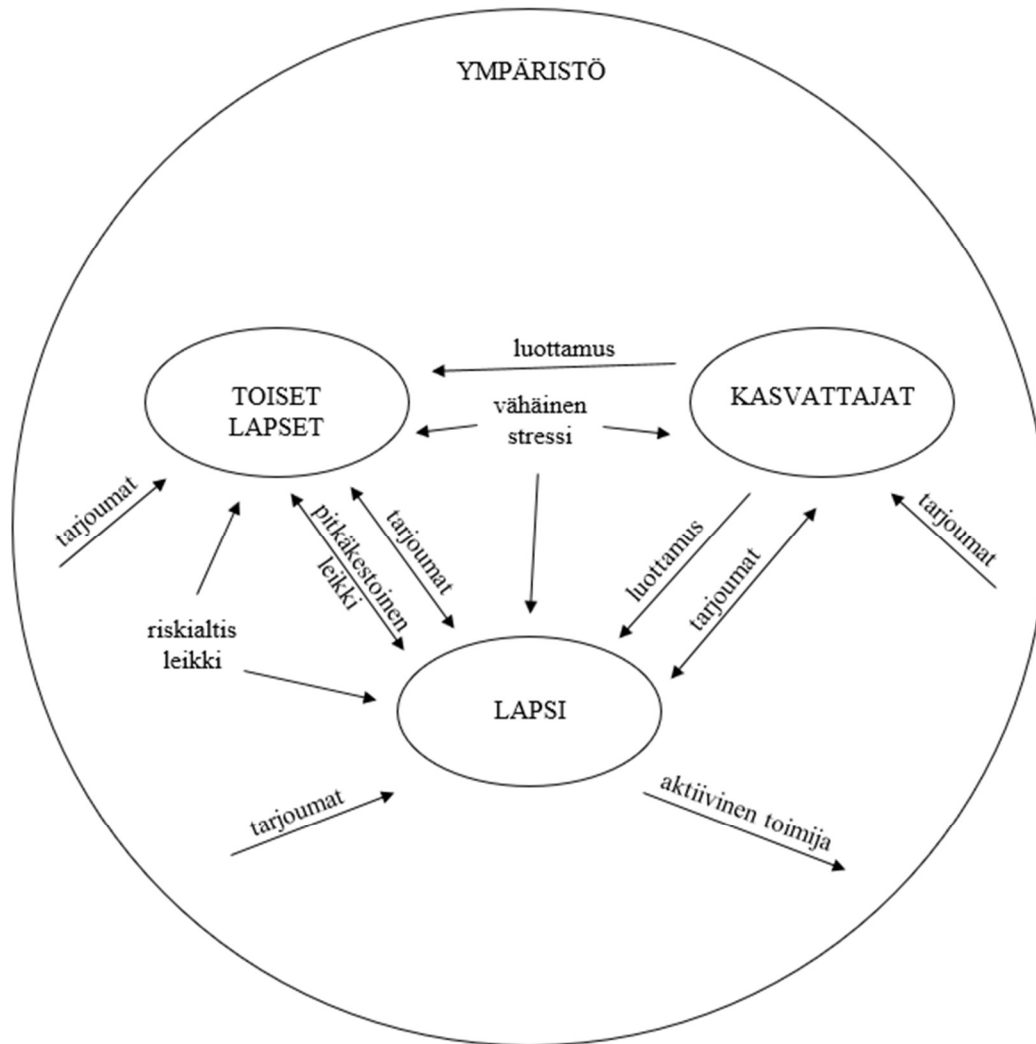 YMPÄRISTÖ
luottamus
TOISET
LAPSET
vähäinen
stressi
KASVATTAJAT
tarjoumat
pitkäkestoinen
leikki
tarjoumat
luottamus
tarjoumat
tarjoumat
riskialtis
leikki
LAPSI
tarjoumat
aktiivinen toimija